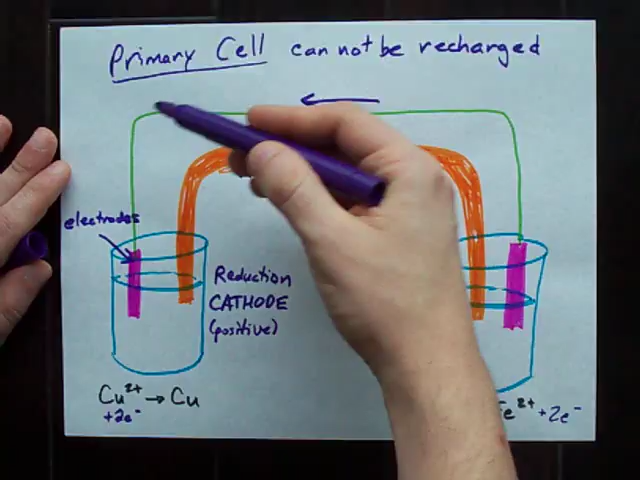 Primary Cell can not be recharged
electrodes
Reduction
CATHODE
(positive)
Cu²⁺ → Cu
+2e⁻
e²⁺ +2e⁻